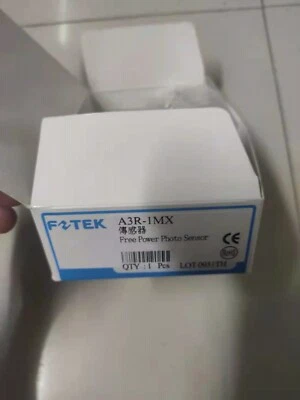 FOTEK
A3R-1MX
傳感器
Free Power Photo Sensor
CE
QTY : 1 Pcs